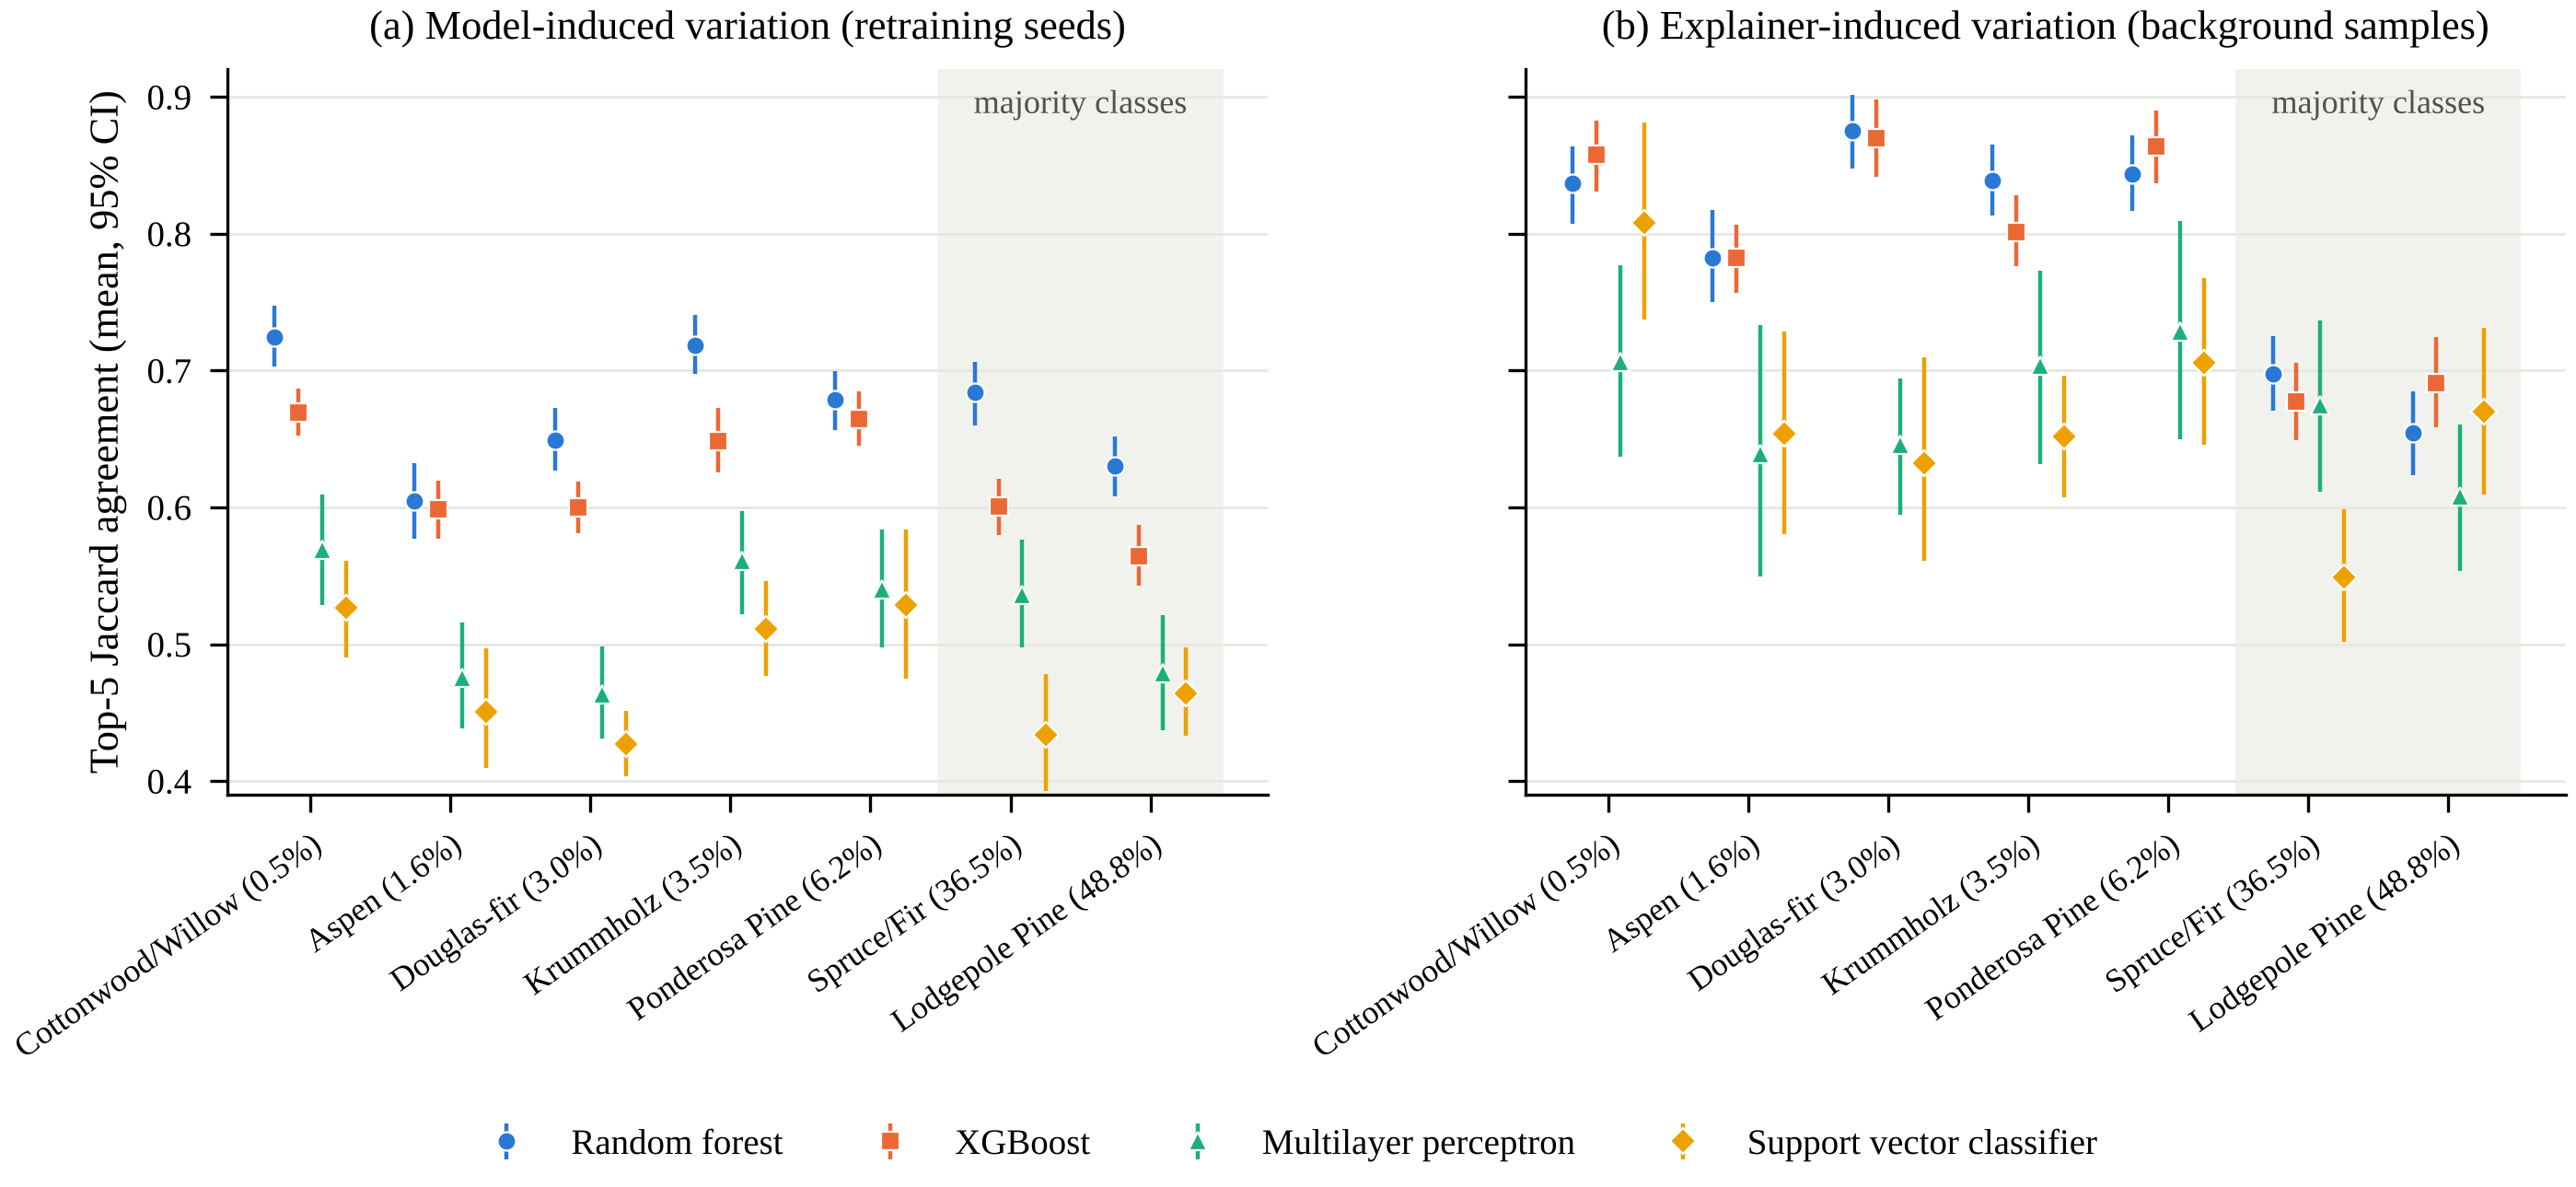 (a) Model-induced variation (retraining seeds)
(b) Explainer-induced variation (background samples)
Top-5 Jaccard agreement (mean, 95% CI)
0.9
0.8
0.7
0.6
0.5
0.4
majority classes
majority classes
Cottonwood/Willow (0.5%)
Aspen (1.6%)
Douglas-fir (3.0%)
Krummholz (3.5%)
Ponderosa Pine (6.2%)
Spruce/Fir (36.5%)
Lodgepole Pine (48.8%)
Cottonwood/Willow (0.5%)
Aspen (1.6%)
Douglas-fir (3.0%)
Krummholz (3.5%)
Ponderosa Pine (6.2%)
Spruce/Fir (36.5%)
Lodgepole Pine (48.8%)
Random forest
XGBoost
Multilayer perceptron
Support vector classifier